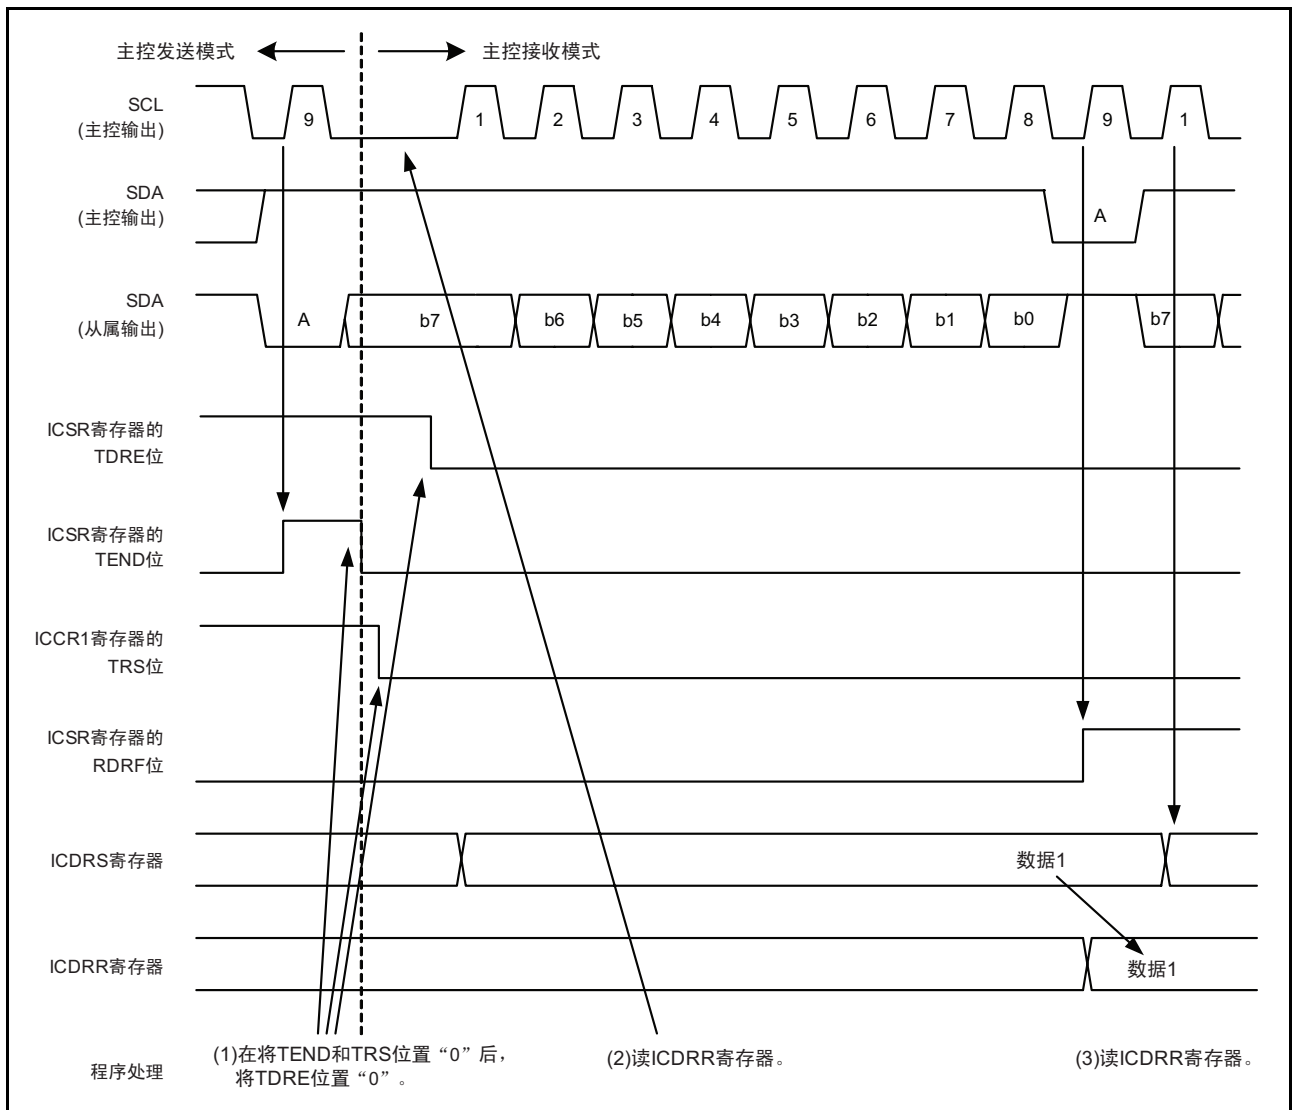 主控发送模式
主控接收模式
SCL
(主控输出)
9 1 2 3 4 5 6 7 8 9 1
SDA
(主控输出)
A
SDA
(从属输出)
A b7 b6 b5 b4 b3 b2 b1 b0 b7
ICSR寄存器的
TDRE位
ICSR寄存器的
TEND位
ICCR1寄存器的
TRS位
ICSR寄存器的
RDRF位
ICDRS寄存器
数据1
ICDRR寄存器
数据1
程序处理
(1)在将TEND和TRS位置“0”后，
将TDRE位置“0”。
(2)读ICDRR寄存器。
(3)读ICDRR寄存器。